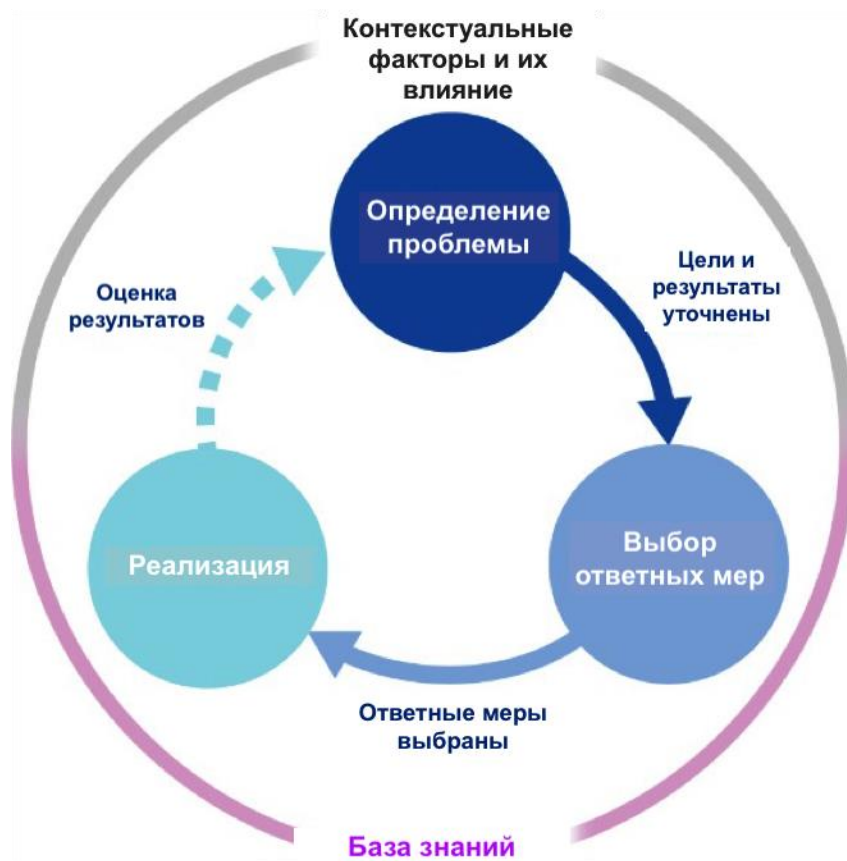 Контекстуальные
факторы и их
влияние
Определение
проблемы
Цели и
результаты
уточнены
Оценка
результатов
Выбор
ответных мер
Реализация
Ответные меры
выбраны
База знаний